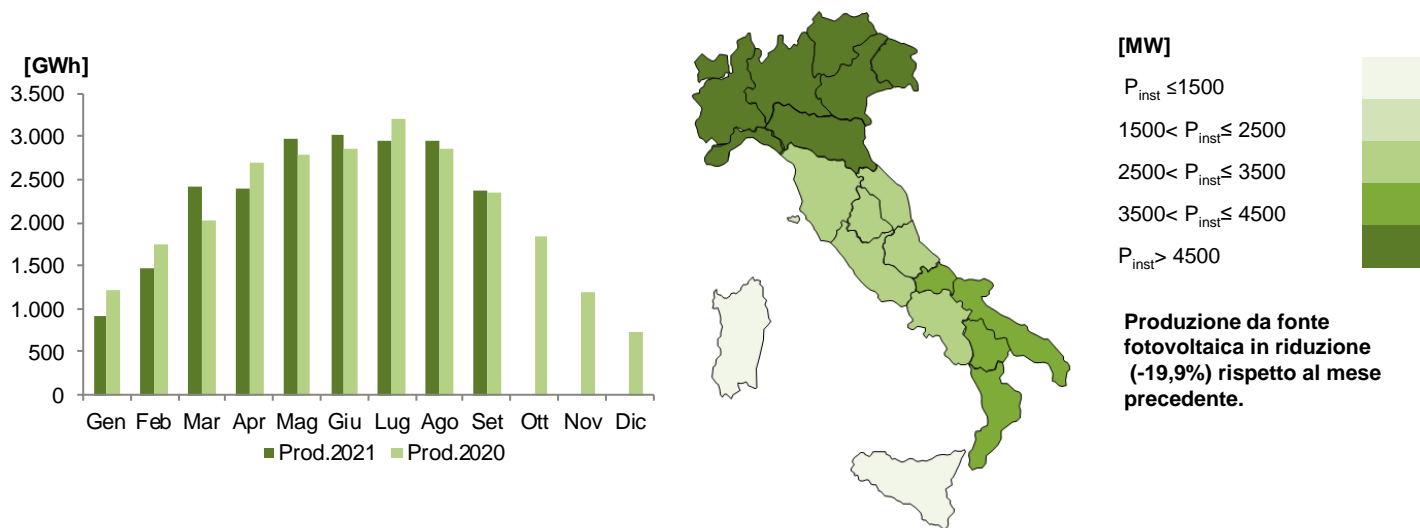 [GWh]
3.500
3.000
2.500
2.000
1.500
1.000
500
0
Gen Feb Mar Apr Mag Giu Lug Ago Set Ott Nov Dic
Prod.2021 Prod.2020
[MW]
Pinst ≤1500
1500< Pinst≤ 2500
2500< Pinst≤ 3500
3500< Pinst≤ 4500
Pinst> 4500
Produzione da fonte
fotovoltaica in riduzione
(-19,9%) rispetto al mese
precedente.